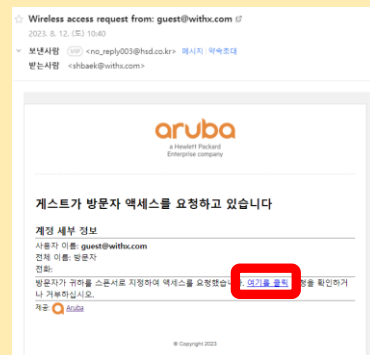 Wireless access request from: guest@withx.com
2023. 6. 12. (토) 10:40
보낸사람 VIP <no_reply003@hsd.co.kr> 메시지 약속초대
받는사람 <shbaek@withx.com>
aruba
a Hewlett Packard
Enterprise company
게스트가 방문자 액세스를 요청하고 있습니다
계정 세부 정보
사용자 이름: guest@withx.com
전체 이름: 방문자
전화:
방문자가 귀하를 스폰서로 지정하여 액세스를 요청했습니다. 여기를 클릭 청을 확인하거
나 거부하십시오.
제공: Aruba
© Copyright 2023